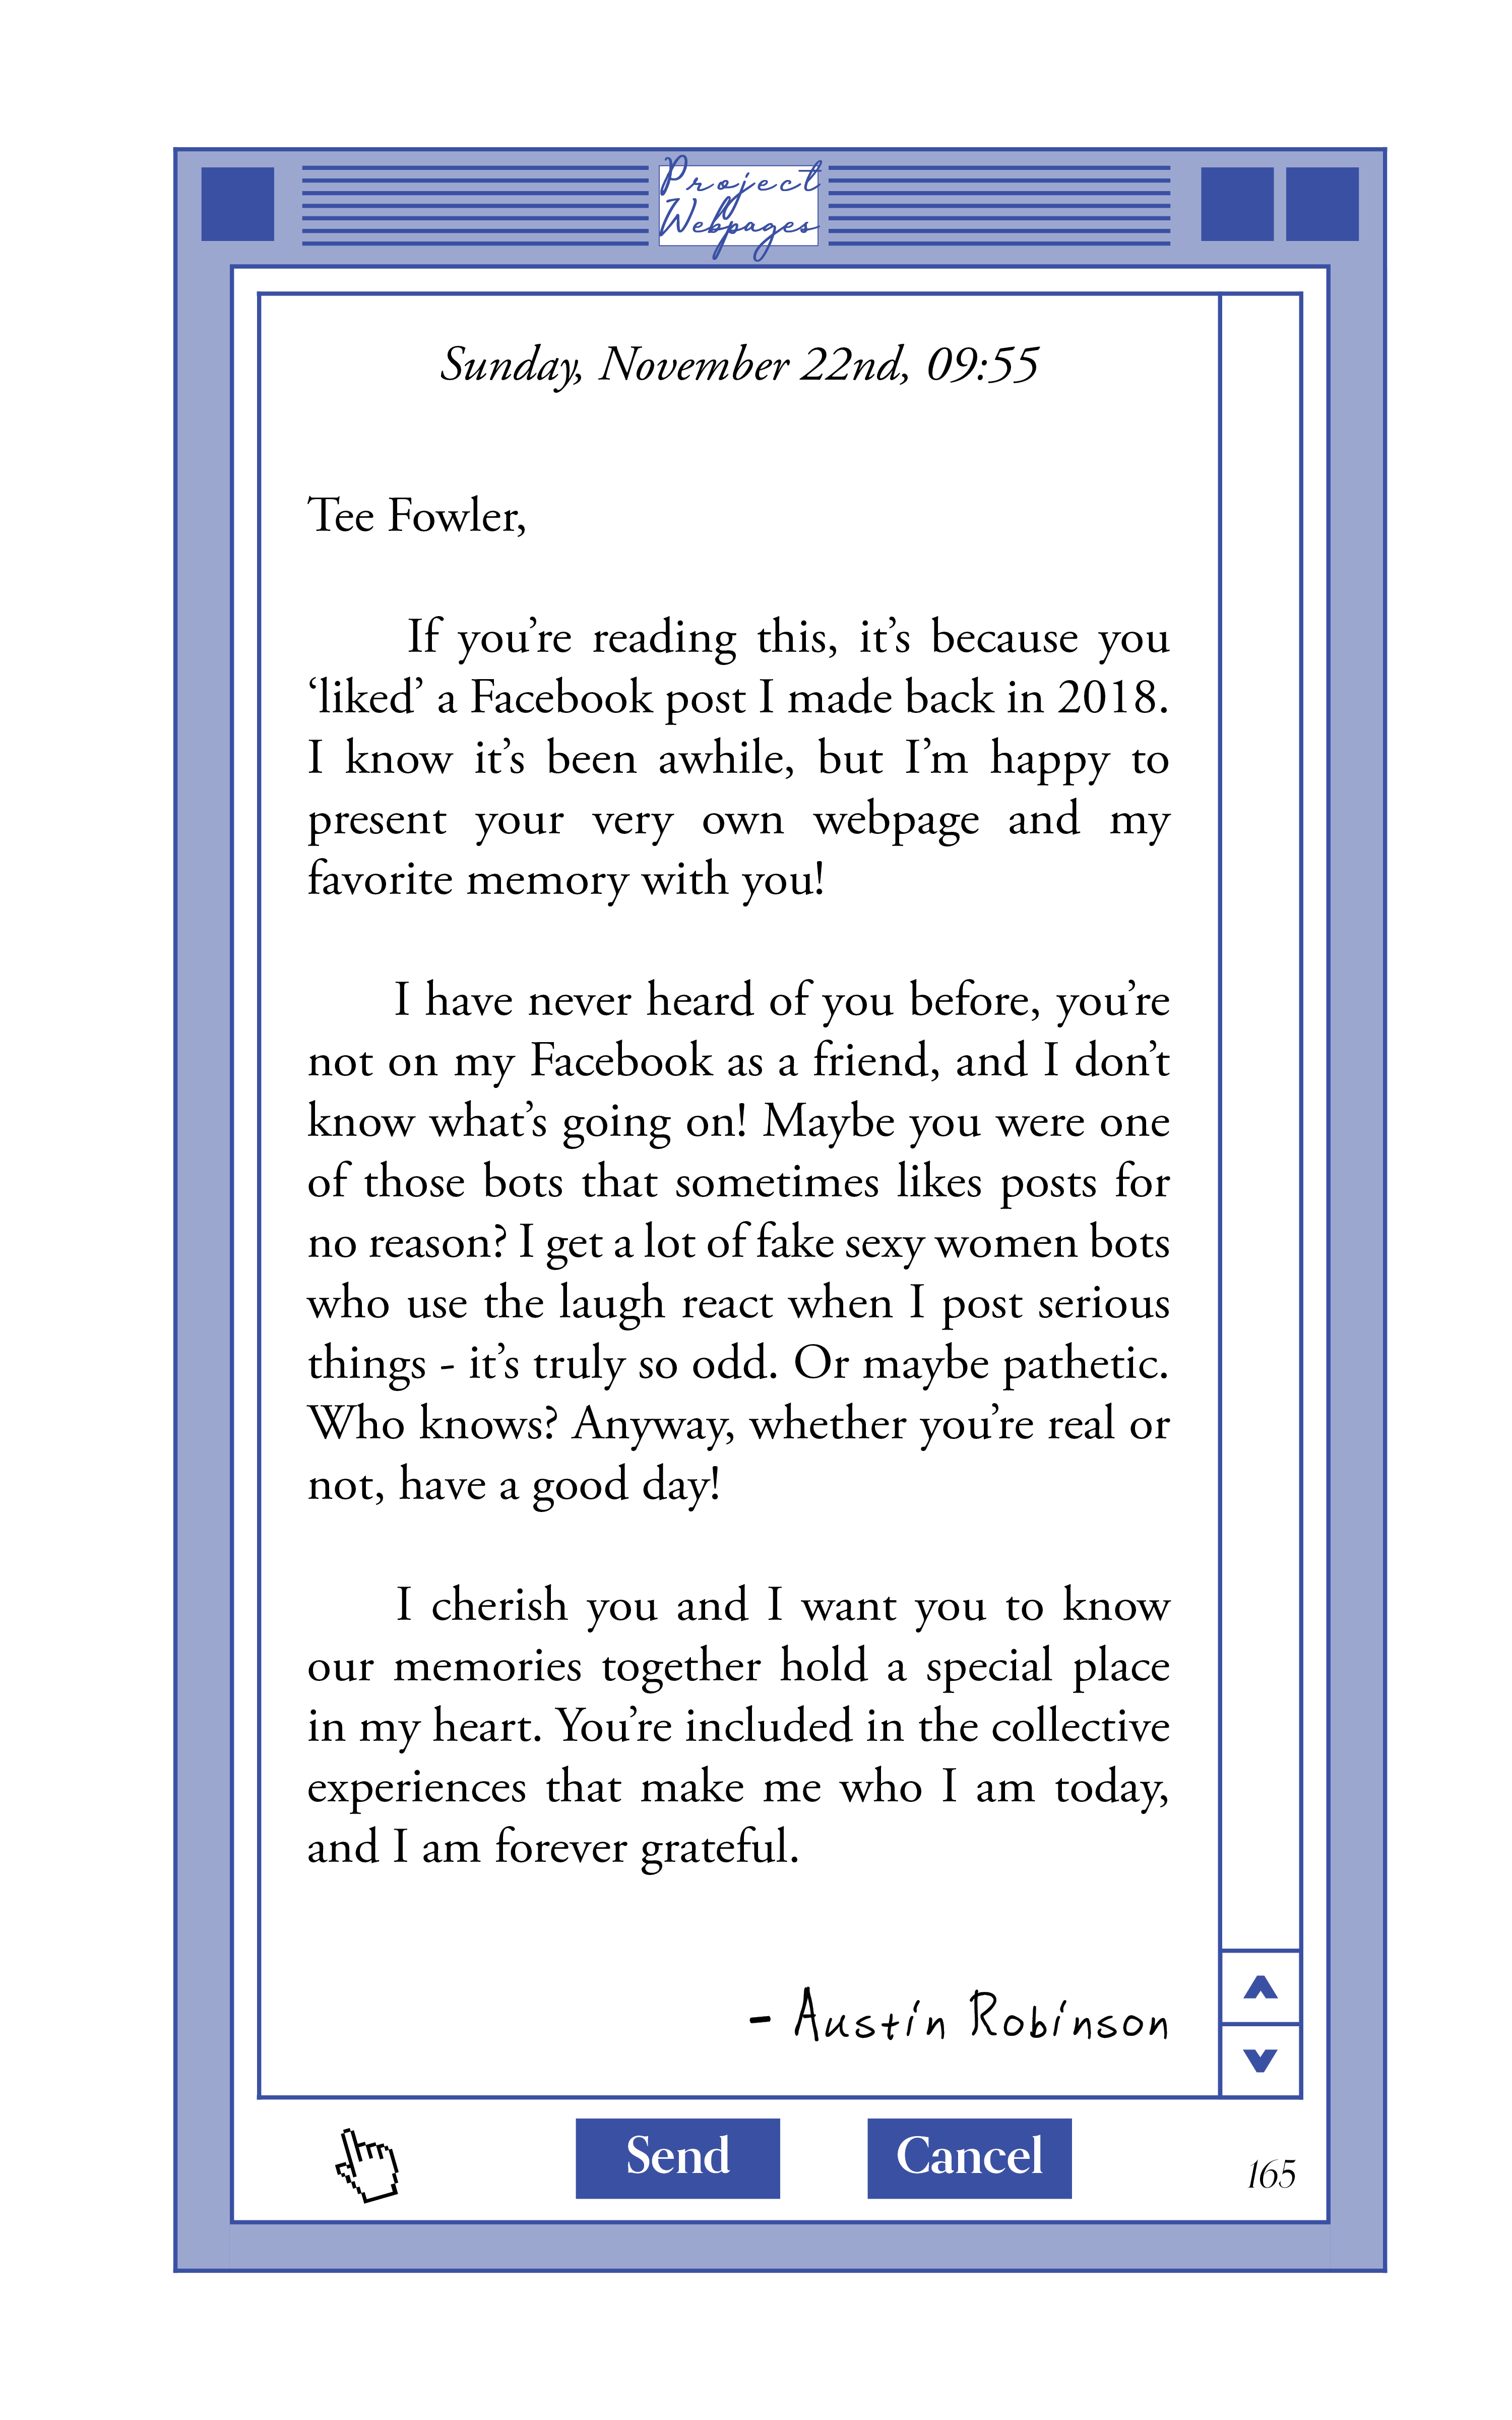 Project
Webpages
Sunday, November 22nd, 09:55
Tee Fowler,
If you’re reading this, it’s because you
‘liked’ a Facebook post I made back in 2018.
I know it’s been awhile, but I’m happy to
present your very own webpage and my
favorite memory with you!
I have never heard of you before, you’re
not on my Facebook as a friend, and I don’t
know what’s going on! Maybe you were one
of those bots that sometimes likes posts for
no reason? I get a lot of fake sexy women bots
who use the laugh react when I post serious
things - it’s truly so odd. Or maybe pathetic.
Who knows? Anyway, whether you’re real or
not, have a good day!
I cherish you and I want you to know
our memories together hold a special place
in my heart. You’re included in the collective
experiences that make me who I am today,
and I am forever grateful.
- Austin Robinson
Send Cancel
165